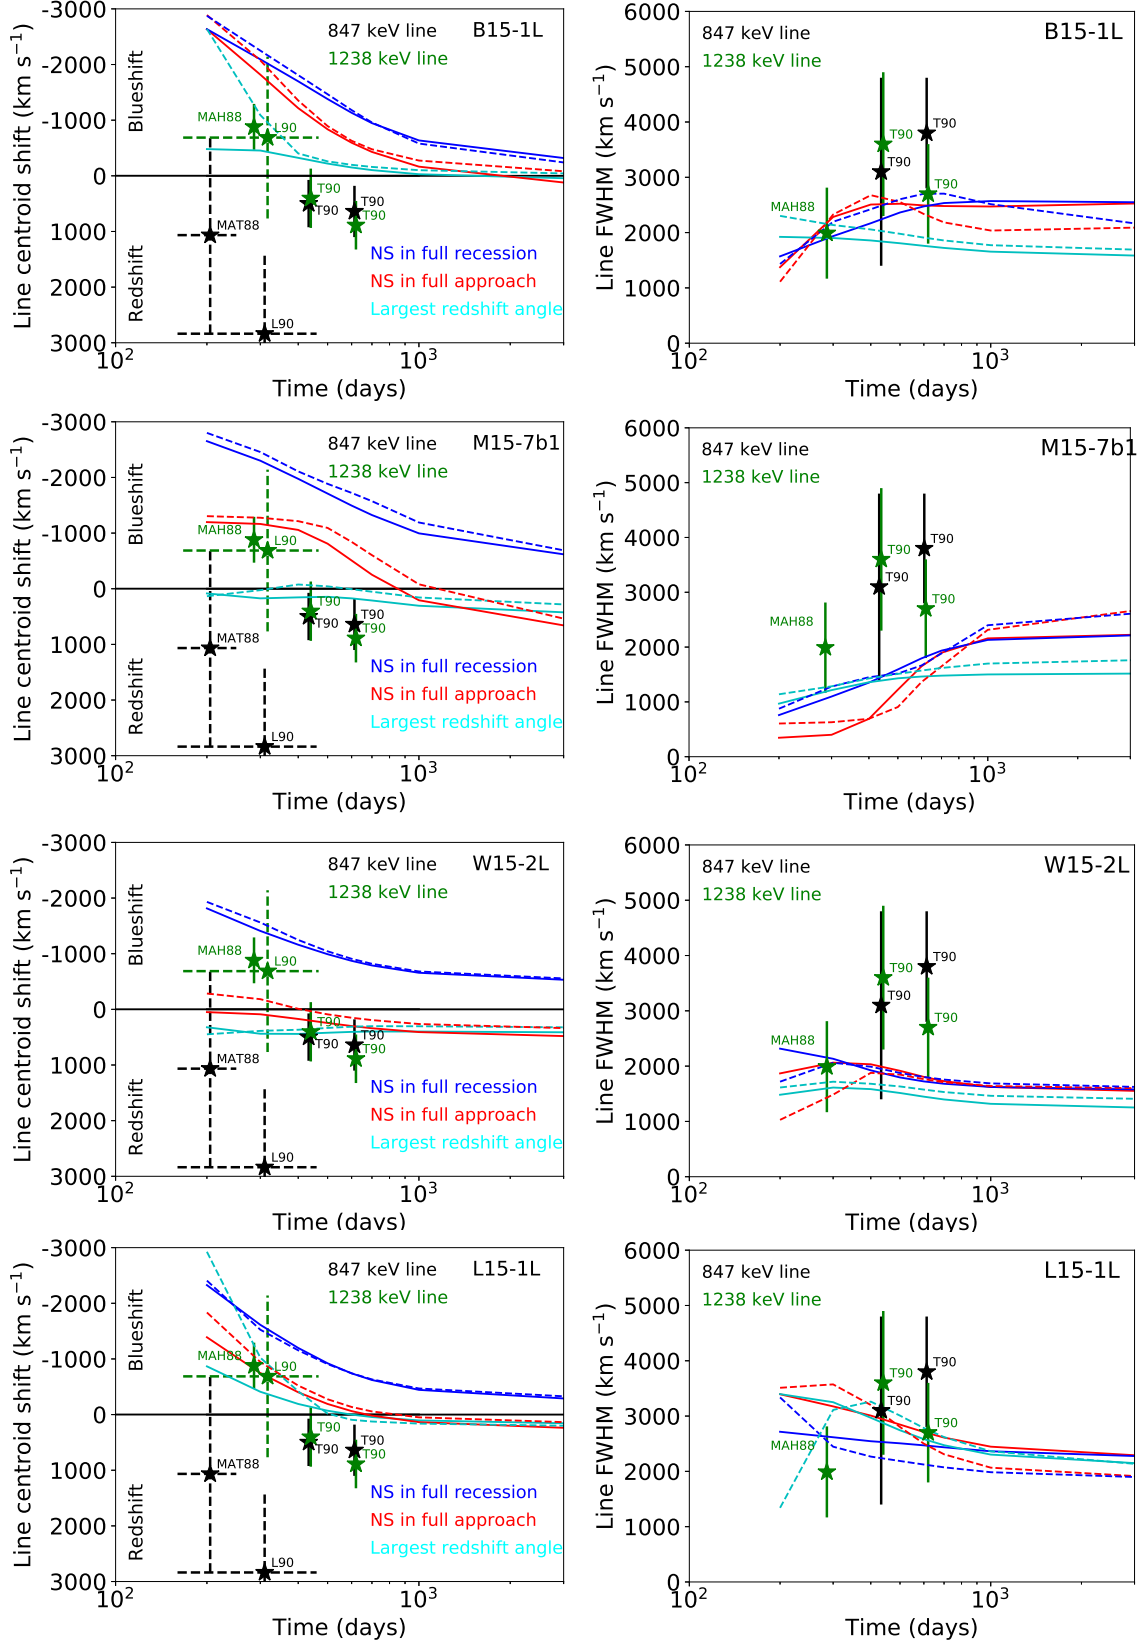 -3000
-2000
-1000
0
1000
2000
3000
Line centroid shift (km s⁻¹)
Blueshift
Redshift
847 keV line
1238 keV line
B15-1L
MAH88
L90
T90
T90
T90
T90
MAT88
L90
NS in full recession
NS in full approach
Largest redshift angle
10² 10³
Time (days)
6000
5000
4000
3000
2000
1000
0
Line FWHM (km s⁻¹)
847 keV line
1238 keV line
B15-1L
MAH88
T90
T90
T90
T90
10² 10³
Time (days)
-3000
-2000
-1000
0
1000
2000
3000
Line centroid shift (km s⁻¹)
Blueshift
Redshift
847 keV line
1238 keV line
M15-7b1
MAH88
L90
T90
T90
T90
T90
MAT88
L90
NS in full recession
NS in full approach
Largest redshift angle
10² 10³
Time (days)
6000
5000
4000
3000
2000
1000
0
Line FWHM (km s⁻¹)
847 keV line
1238 keV line
M15-7b1
MAH88
T90
T90
T90
T90
10² 10³
Time (days)
-3000
-2000
-1000
0
1000
2000
3000
Line centroid shift (km s⁻¹)
Blueshift
Redshift
847 keV line
1238 keV line
W15-2L
MAH88
L90
T90
T90
T90
T90
MAT88
L90
NS in full recession
NS in full approach
Largest redshift angle
10² 10³
Time (days)
6000
5000
4000
3000
2000
1000
0
Line FWHM (km s⁻¹)
847 keV line
1238 keV line
W15-2L
MAH88
T90
T90
T90
T90
10² 10³
Time (days)
-3000
-2000
-1000
0
1000
2000
3000
Line centroid shift (km s⁻¹)
Blueshift
Redshift
847 keV line
1238 keV line
L15-1L
MAH88
L90
T90
T90
T90
T90
MAT88
L90
NS in full recession
NS in full approach
Largest redshift angle
10² 10³
Time (days)
6000
5000
4000
3000
2000
1000
0
Line FWHM (km s⁻¹)
847 keV line
1238 keV line
L15-1L
MAH88
T90
T90
T90
T90
10² 10³
Time (days)